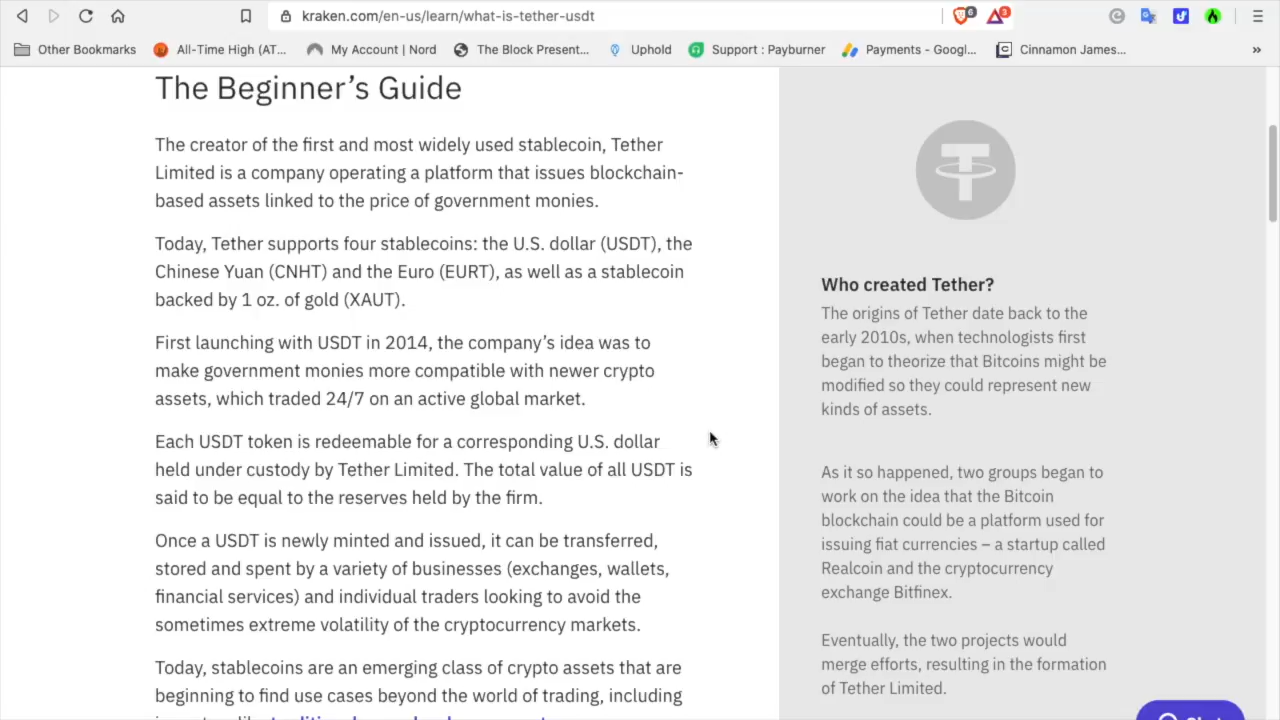 kraken.com/en-us/learn/what-is-tether-usdt
6
3
Other Bookmarks
All-Time High (AT...
My Account | Nord
The Block Present...
Uphold
Support : Payburner
Payments - Googl...
Cinnamon James...
»
The Beginner’s Guide
The creator of the first and most widely used stablecoin, Tether
Limited is a company operating a platform that issues blockchain-
based assets linked to the price of government monies.
Today, Tether supports four stablecoins: the U.S. dollar (USDT), the
Chinese Yuan (CNHT) and the Euro (EURT), as well as a stablecoin
backed by 1 oz. of gold (XAUT).
First launching with USDT in 2014, the company’s idea was to
make government monies more compatible with newer crypto
assets, which traded 24/7 on an active global market.
Each USDT token is redeemable for a corresponding U.S. dollar
held under custody by Tether Limited. The total value of all USDT is
said to be equal to the reserves held by the firm.
Once a USDT is newly minted and issued, it can be transferred,
stored and spent by a variety of businesses (exchanges, wallets,
financial services) and individual traders looking to avoid the
sometimes extreme volatility of the cryptocurrency markets.
Today, stablecoins are an emerging class of crypto assets that are
beginning to find use cases beyond the world of trading, including
Who created Tether?
The origins of Tether date back to the
early 2010s, when technologists first
began to theorize that Bitcoins might be
modified so they could represent new
kinds of assets.
As it so happened, two groups began to
work on the idea that the Bitcoin
blockchain could be a platform used for
issuing fiat currencies – a startup called
Realcoin and the cryptocurrency
exchange Bitfinex.
Eventually, the two projects would
merge efforts, resulting in the formation
of Tether Limited.